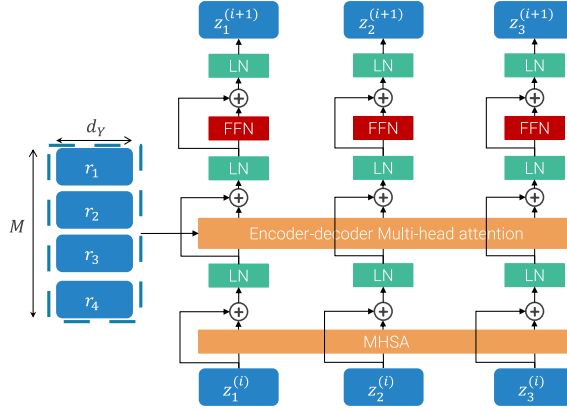 z_1^{(i+1)} z_2^{(i+1)} z_3^{(i+1)}
LN LN LN
+ + +
d_Y
FFN FFN FFN
r_1
LN LN LN
r_2
+ + +
M
Encoder-decoder Multi-head attention
r_3
LN LN LN
r_4
+ + +
MHSA
z_1^{(i)} z_2^{(i)} z_3^{(i)}